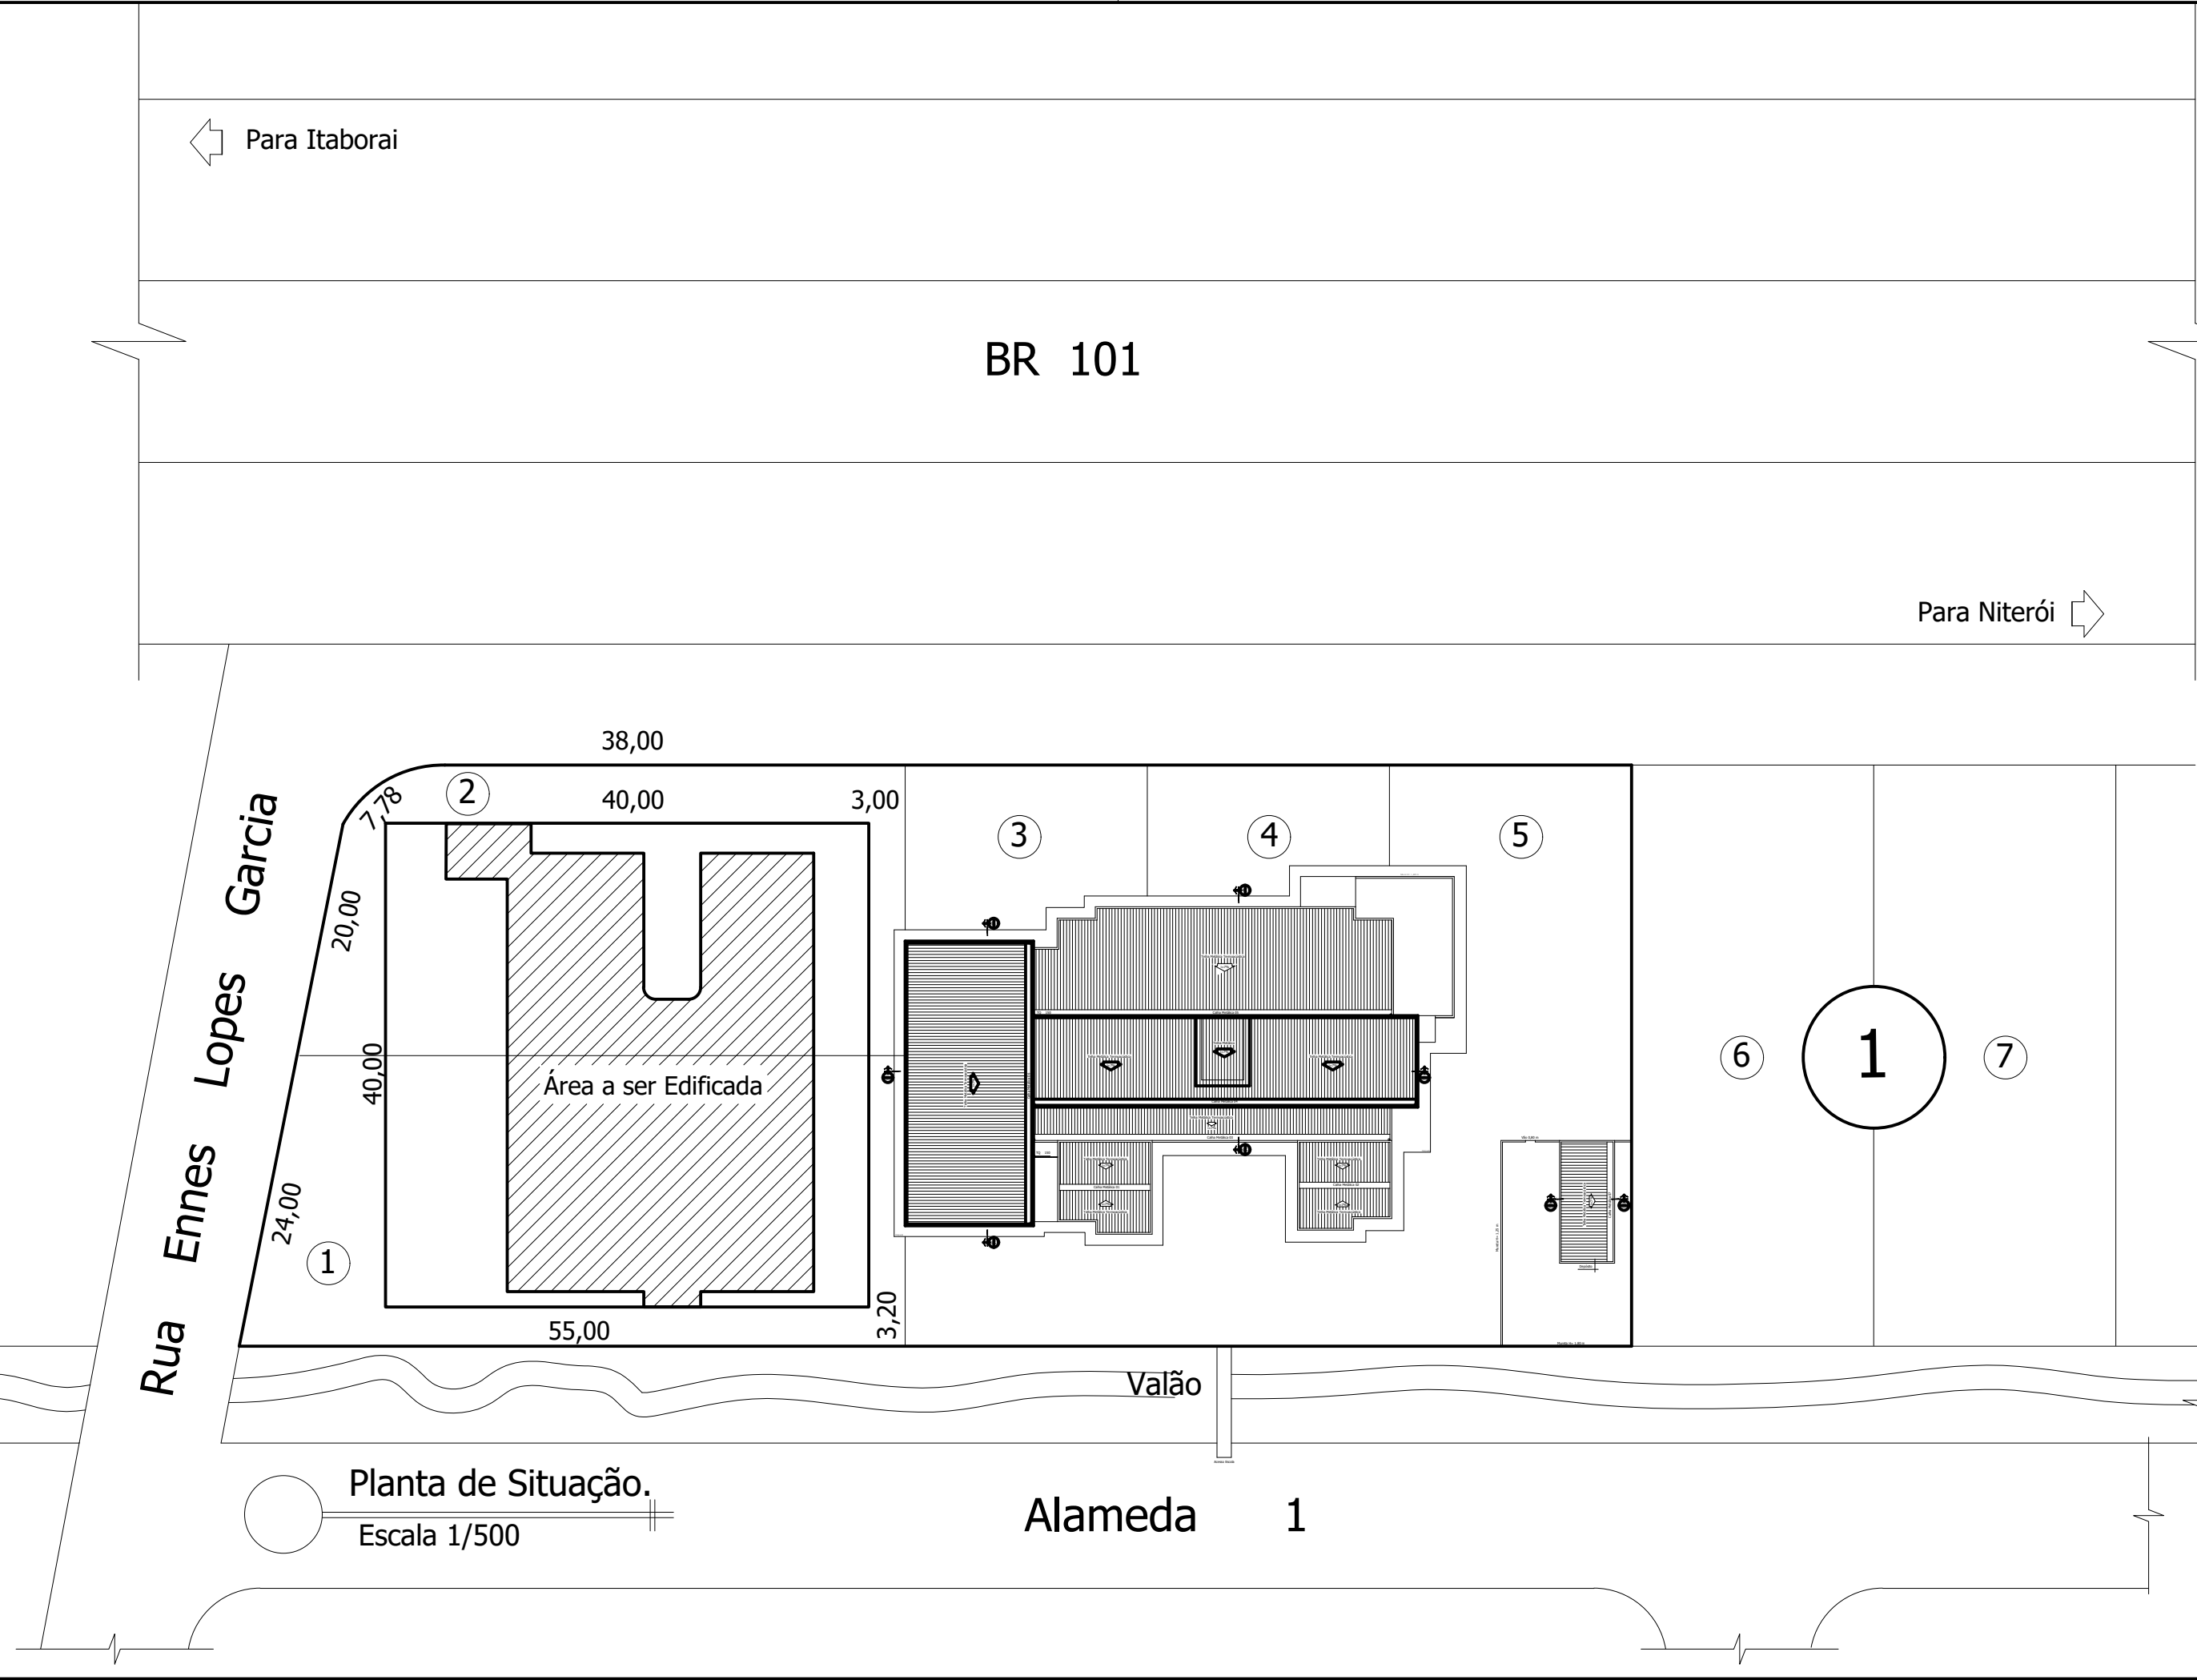 Para Itaborai
BR 101
Para Niterói
38,00
2
40,00
3,00
7,78
3
4
5
20,00
Rua Ennes Lopes Garcia
40,00
Área a ser Edificada
6
1
7
24,00
1
3,20
55,00
Valão
Planta de Situação.
Escala 1/500
Alameda 1